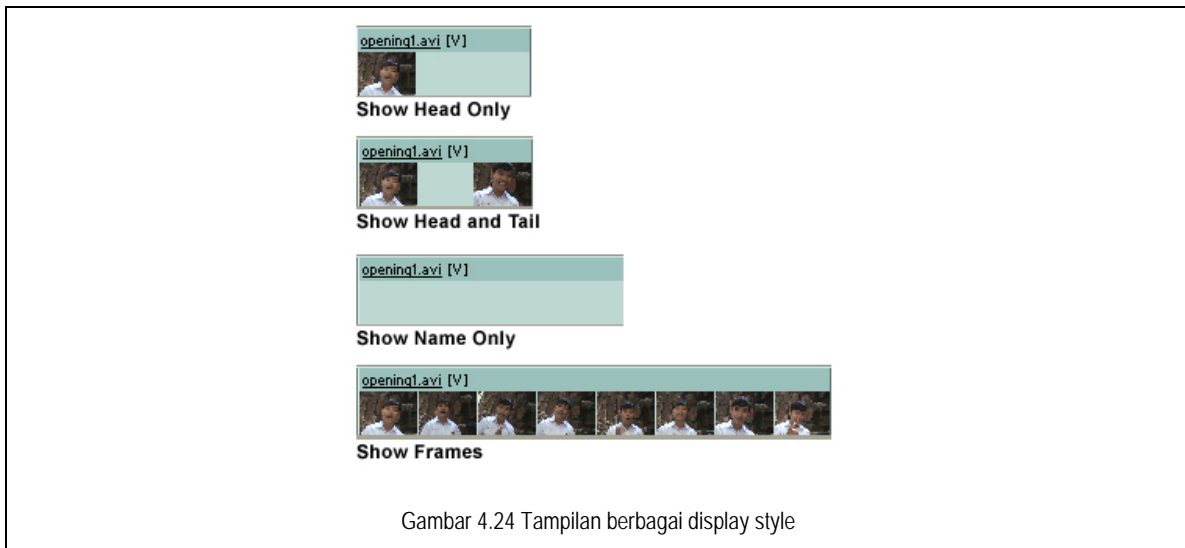 opening1.avi [V]
Show Head Only
opening1.avi [V]
Show Head and Tail
opening1.avi [V]
Show Name Only
opening1.avi [V]
Show Frames
Gambar 4.24 Tampilan berbagai display style